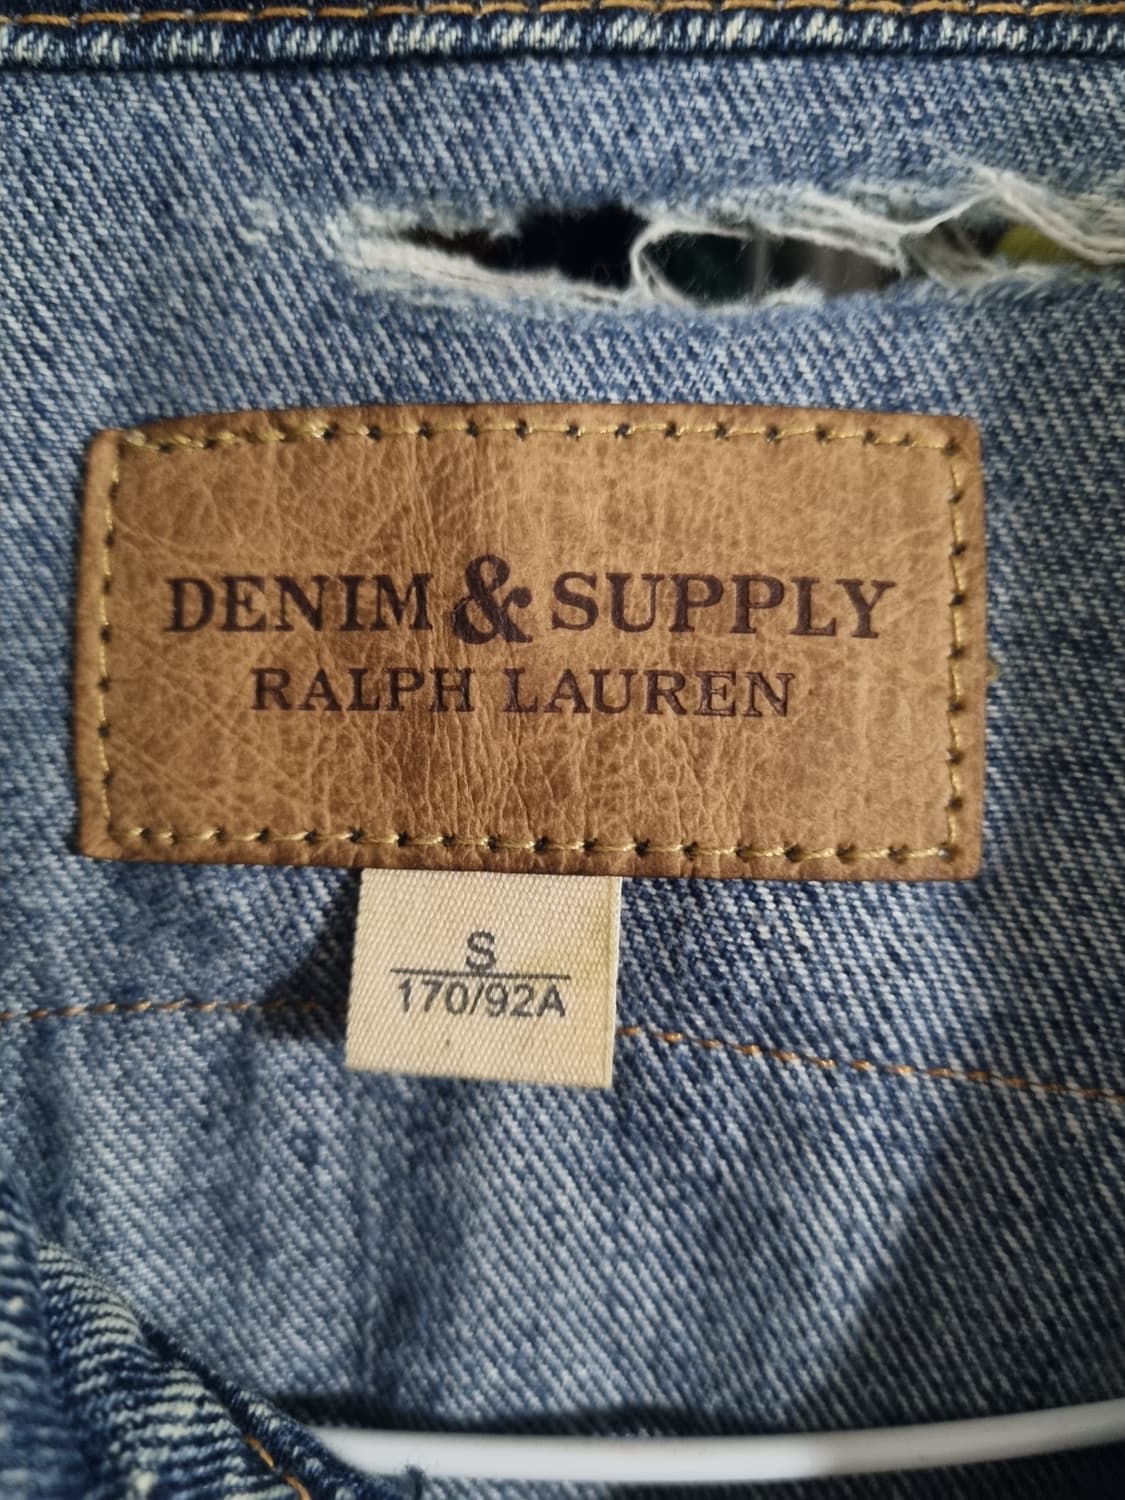 DENIM & SUPPLY
RALPH LAUREN
S
170/92A